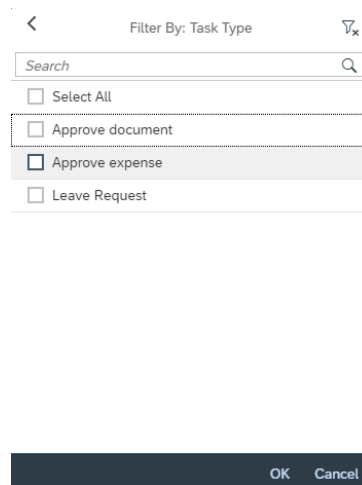 Filter By: Task Type
Search
Select All
Approve document
Approve expense
Leave Request
OK Cancel